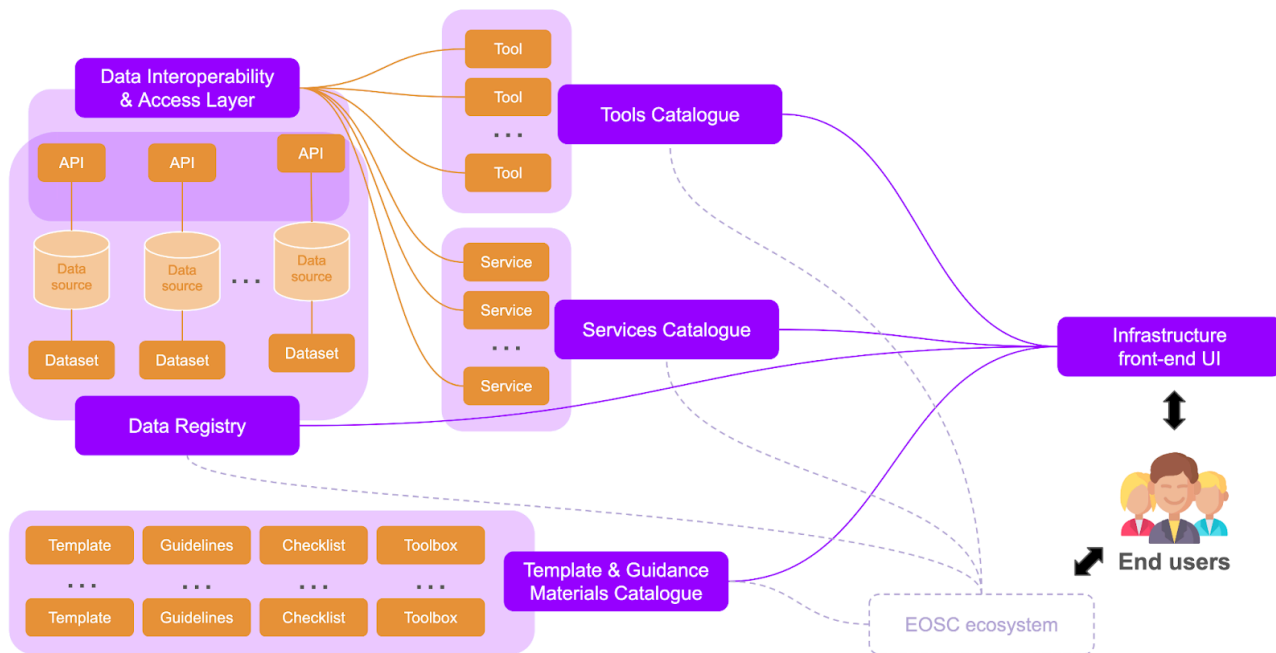 Data Interoperability
& Access Layer
API
API
API
Data
source
Data
source
...
Data
source
Dataset
Dataset
Dataset
Data Registry
Tool
Tool
...
Tool
Tools Catalogue
Service
Service
...
Service
Services Catalogue
Infrastructure
front-end UI
End users
Template
Guidelines
Checklist
Toolbox
...
...
...
...
Template
Guidelines
Checklist
Toolbox
Template & Guidance
Materials Catalogue
EOSC ecosystem